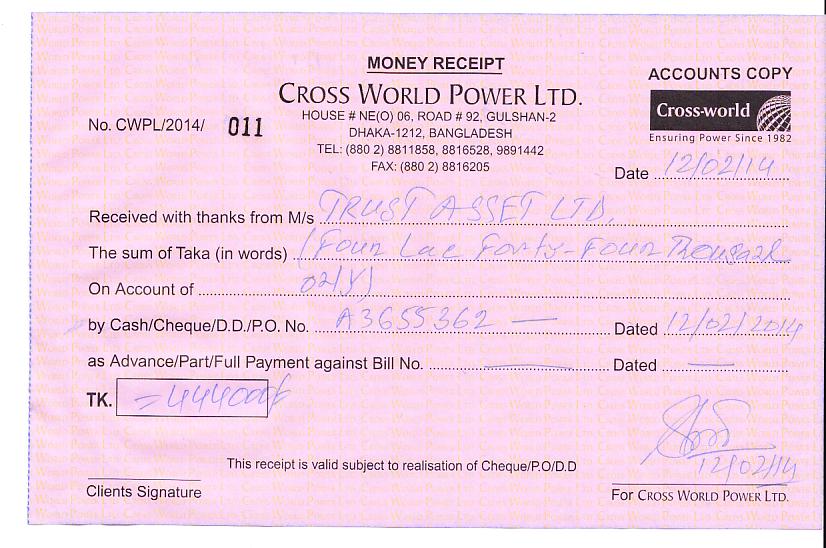 MONEY RECEIPT
ACCOUNTS COPY
CROSS WORLD POWER LTD.
Cross-world
Ensuring Power Since 1982
No. CWPL/2014/ 011
HOUSE # NE(O) 06, ROAD # 92, GULSHAN-2
DHAKA-1212, BANGLADESH
TEL: (880 2) 8811858, 8816528, 9891442
FAX: (880 2) 8816205
Date 12/02/14
Received with thanks from M/s TRUST ASSET LTD.
The sum of Taka (in words) (Four Lac Forty-Four Thousand
On Account of only)
by Cash/Cheque/D.D./P.O. No. A3655362 — Dated 12/02/2014
as Advance/Part/Full Payment against Bill No. — Dated —
TK. =444000/
12/02/14
This receipt is valid subject to realisation of Cheque/P.O/D.D
Clients Signature
For CROSS WORLD POWER LTD.